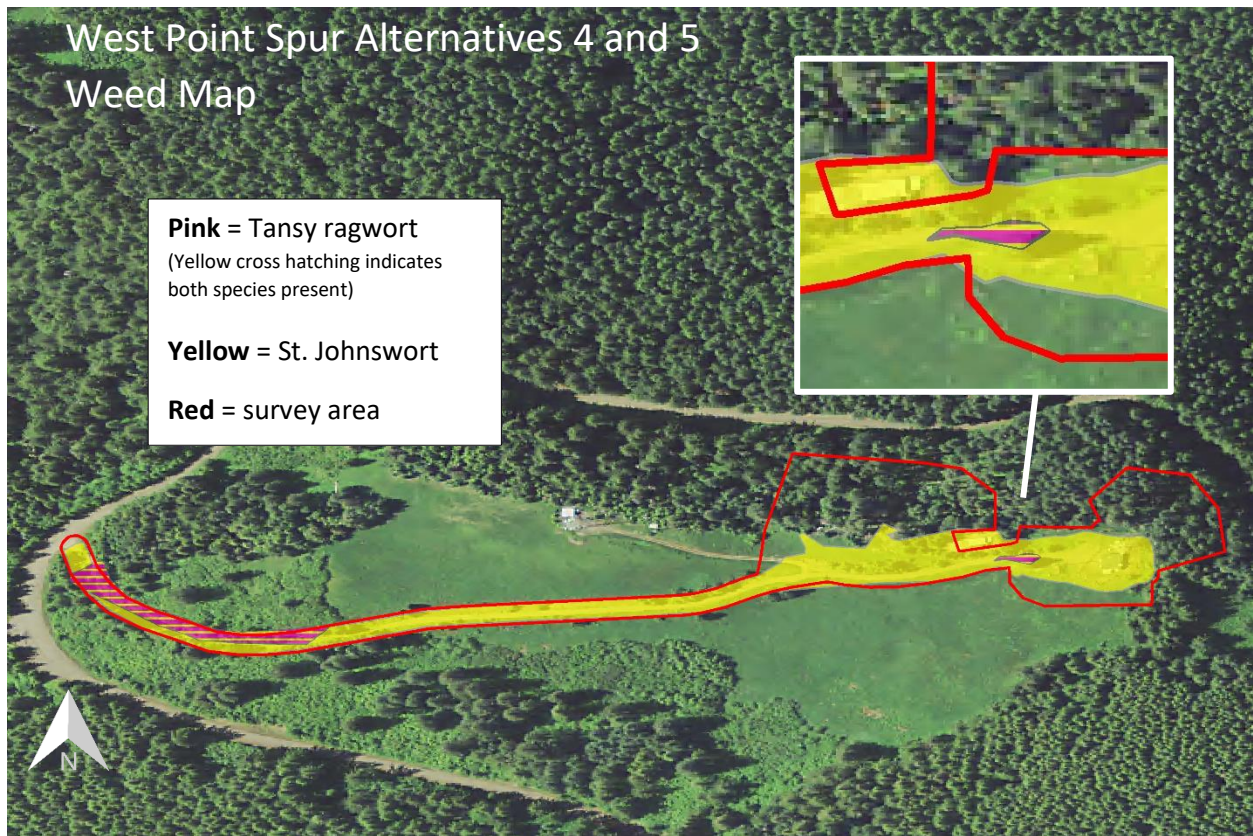 West Point Spur Alternatives 4 and 5
Weed Map
Pink = Tansy ragwort
(Yellow cross hatching indicates
both species present)
Yellow = St. Johnswort
Red = survey area
N